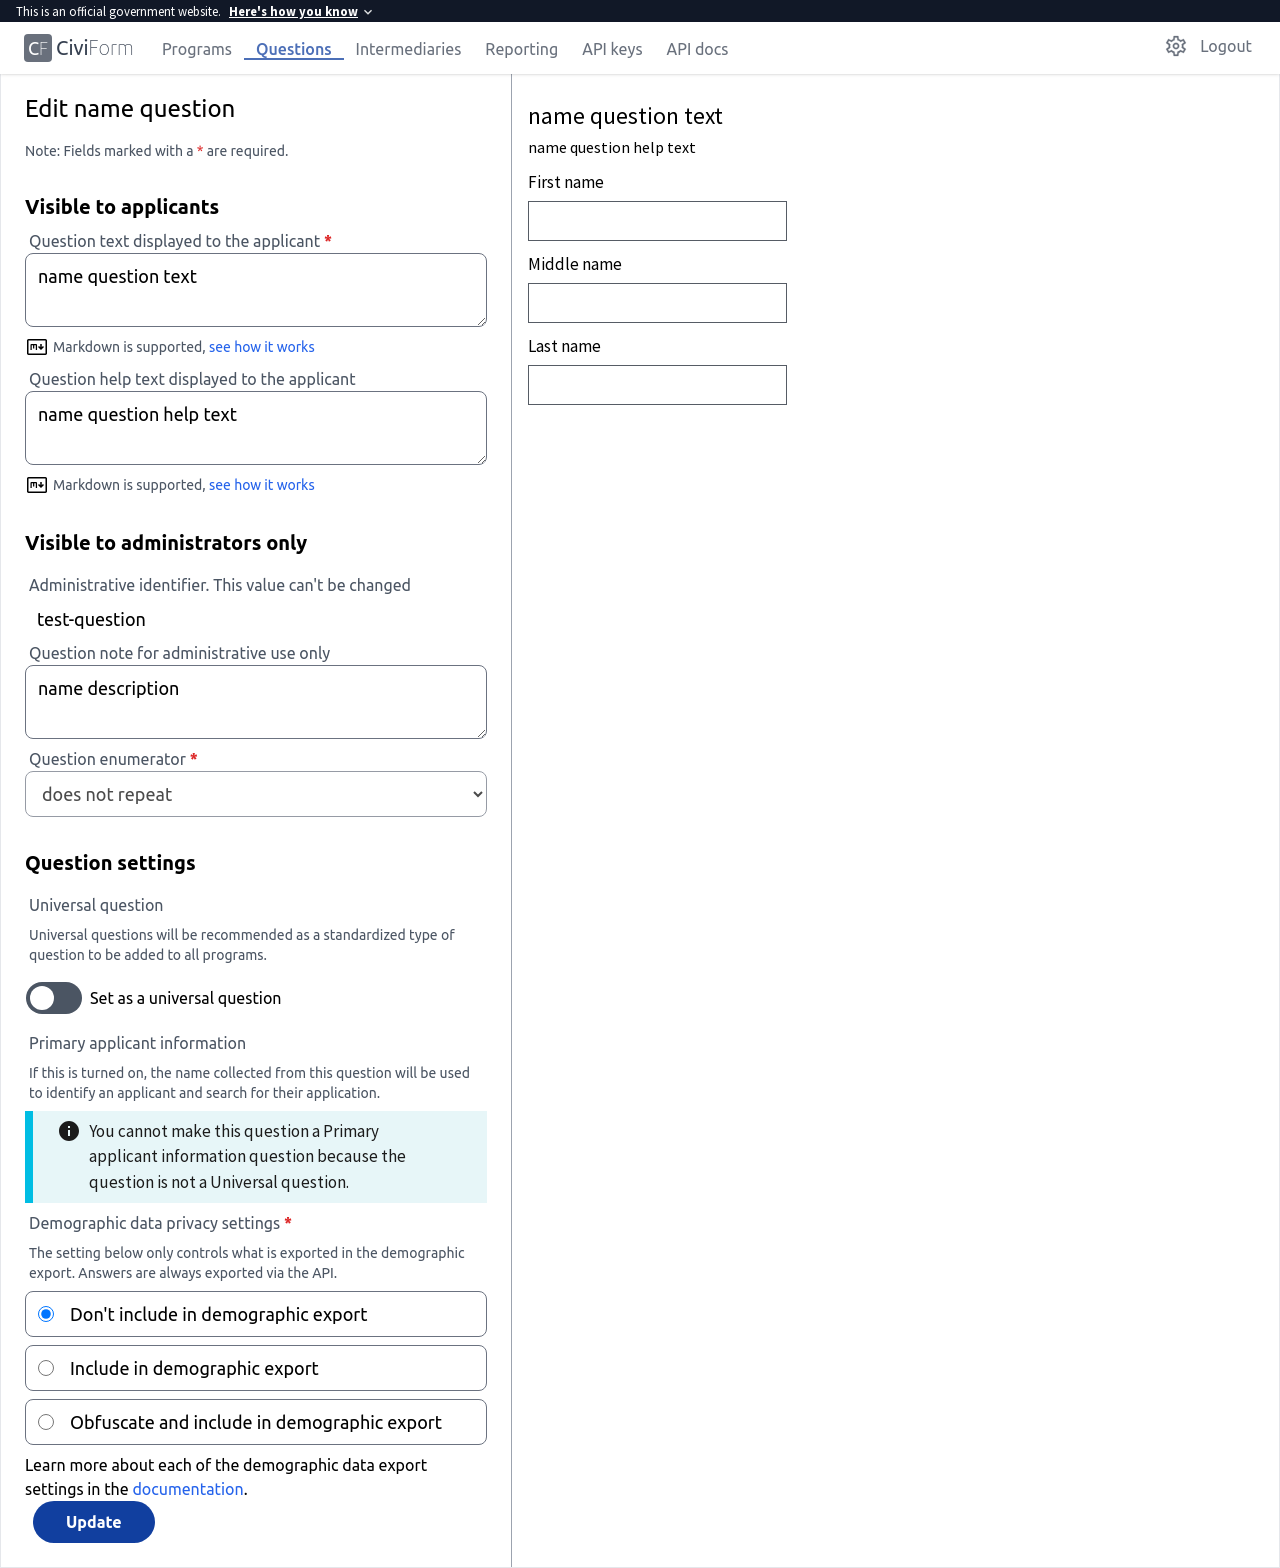 This is an official government website. Here's how you know
CF CiviForm Programs Questions Intermediaries Reporting API keys API docs Logout
Edit name question
Note: Fields marked with a * are required.
Visible to applicants
Question text displayed to the applicant *
name question text
Markdown is supported, see how it works
Question help text displayed to the applicant
name question help text
Markdown is supported, see how it works
Visible to administrators only
Administrative identifier. This value can't be changed
test-question
Question note for administrative use only
name description
Question enumerator *
does not repeat
Question settings
Universal question
Universal questions will be recommended as a standardized type of
question to be added to all programs.
Set as a universal question
Primary applicant information
If this is turned on, the name collected from this question will be used
to identify an applicant and search for their application.
You cannot make this question a Primary
applicant information question because the
question is not a Universal question.
Demographic data privacy settings *
The setting below only controls what is exported in the demographic
export. Answers are always exported via the API.
Don't include in demographic export
Include in demographic export
Obfuscate and include in demographic export
Learn more about each of the demographic data export
settings in the documentation.
Update
name question text
name question help text
First name
Middle name
Last name